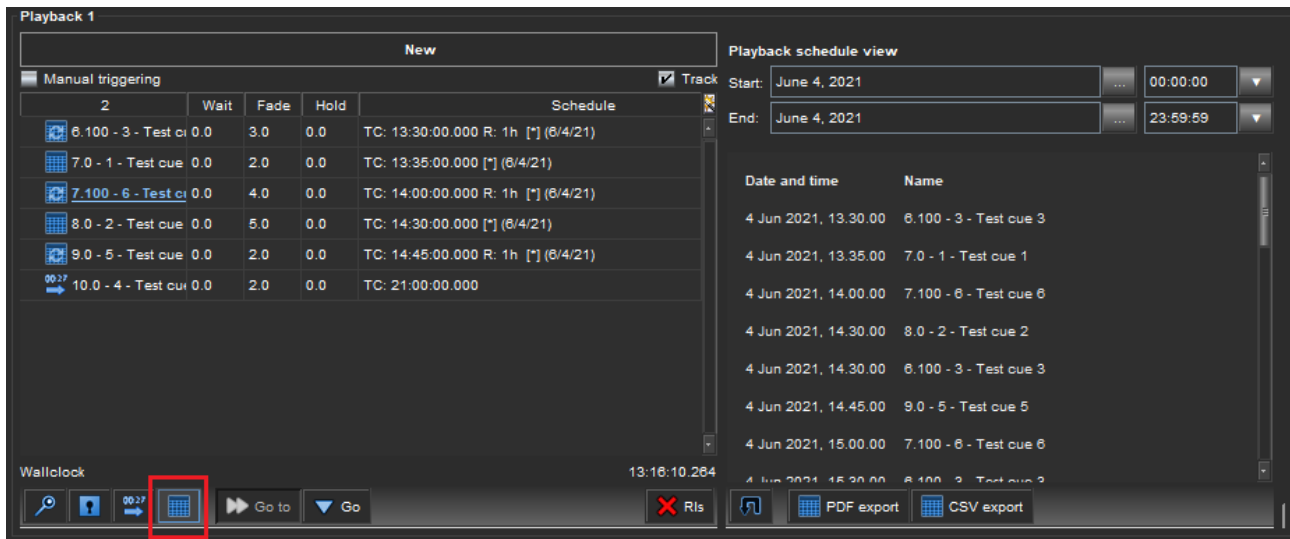 Playback 1
New
Manual triggering
Track
2 Wait Fade Hold Schedule
6.100 - 3 - Test 0.0 3.0 0.0 TC: 13:30:00.000 R: 1h [*] (6/4/21)
7.0 - 1 - Test cue 0.0 2.0 0.0 TC: 13:35:00.000 [*] (6/4/21)
7.100 - 6 - Test 0.0 4.0 0.0 TC: 14:00:00.000 R: 1h [*] (6/4/21)
8.0 - 2 - Test cue 0.0 5.0 0.0 TC: 14:30:00.000 [*] (6/4/21)
9.0 - 5 - Test cue 0.0 2.0 0.0 TC: 14:45:00.000 R: 1h [*] (6/4/21)
00:27 10.0 - 4 - Test 0.0 2.0 0.0 TC: 21:00:00.000
Wallclock 13:16:10.264
00:27 Go to Go Rls
Playback schedule view
Start: June 4, 2021 ... 00:00:00
End: June 4, 2021 ... 23:59:59
Date and time Name
4 Jun 2021, 13.30.00 6.100 - 3 - Test cue 3
4 Jun 2021, 13.35.00 7.0 - 1 - Test cue 1
4 Jun 2021, 14.00.00 7.100 - 6 - Test cue 6
4 Jun 2021, 14.30.00 8.0 - 2 - Test cue 2
4 Jun 2021, 14.30.00 6.100 - 3 - Test cue 3
4 Jun 2021, 14.45.00 9.0 - 5 - Test cue 5
4 Jun 2021, 15.00.00 7.100 - 6 - Test cue 6
4 Jun 2021, 15.30.00 6.100 - 3 - Test cue 3
PDF export CSV export